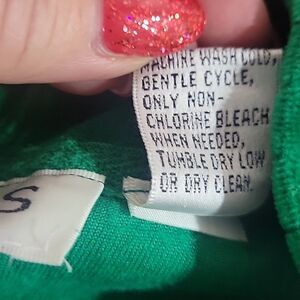 MACHINE WASH COLD,
GENTLE CYCLE,
ONLY NON-
CHLORINE BLEACH
WHEN NEEDED,
TUMBLE DRY LOW
OR DRY CLEAN.
S